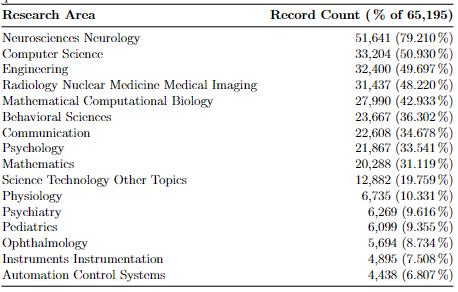 Research Area Record Count (% of 65,195)
Neurosciences Neurology 51,641 (79.210 %)
Computer Science 33,204 (50.930 %)
Engineering 32,400 (49.697 %)
Radiology Nuclear Medicine Medical Imaging 31,437 (48.220 %)
Mathematical Computational Biology 27,990 (42.933 %)
Behavioral Sciences 23,667 (36.302 %)
Communication 22,608 (34.678 %)
Psychology 21,867 (33.541 %)
Mathematics 20,288 (31.119 %)
Science Technology Other Topics 12,882 (19.759 %)
Physiology 6,735 (10.331 %)
Psychiatry 6,269 (9.616 %)
Pediatrics 6,099 (9.355 %)
Ophthalmology 5,694 (8.734 %)
Instruments Instrumentation 4,895 (7.508 %)
Automation Control Systems 4,438 (6.807 %)